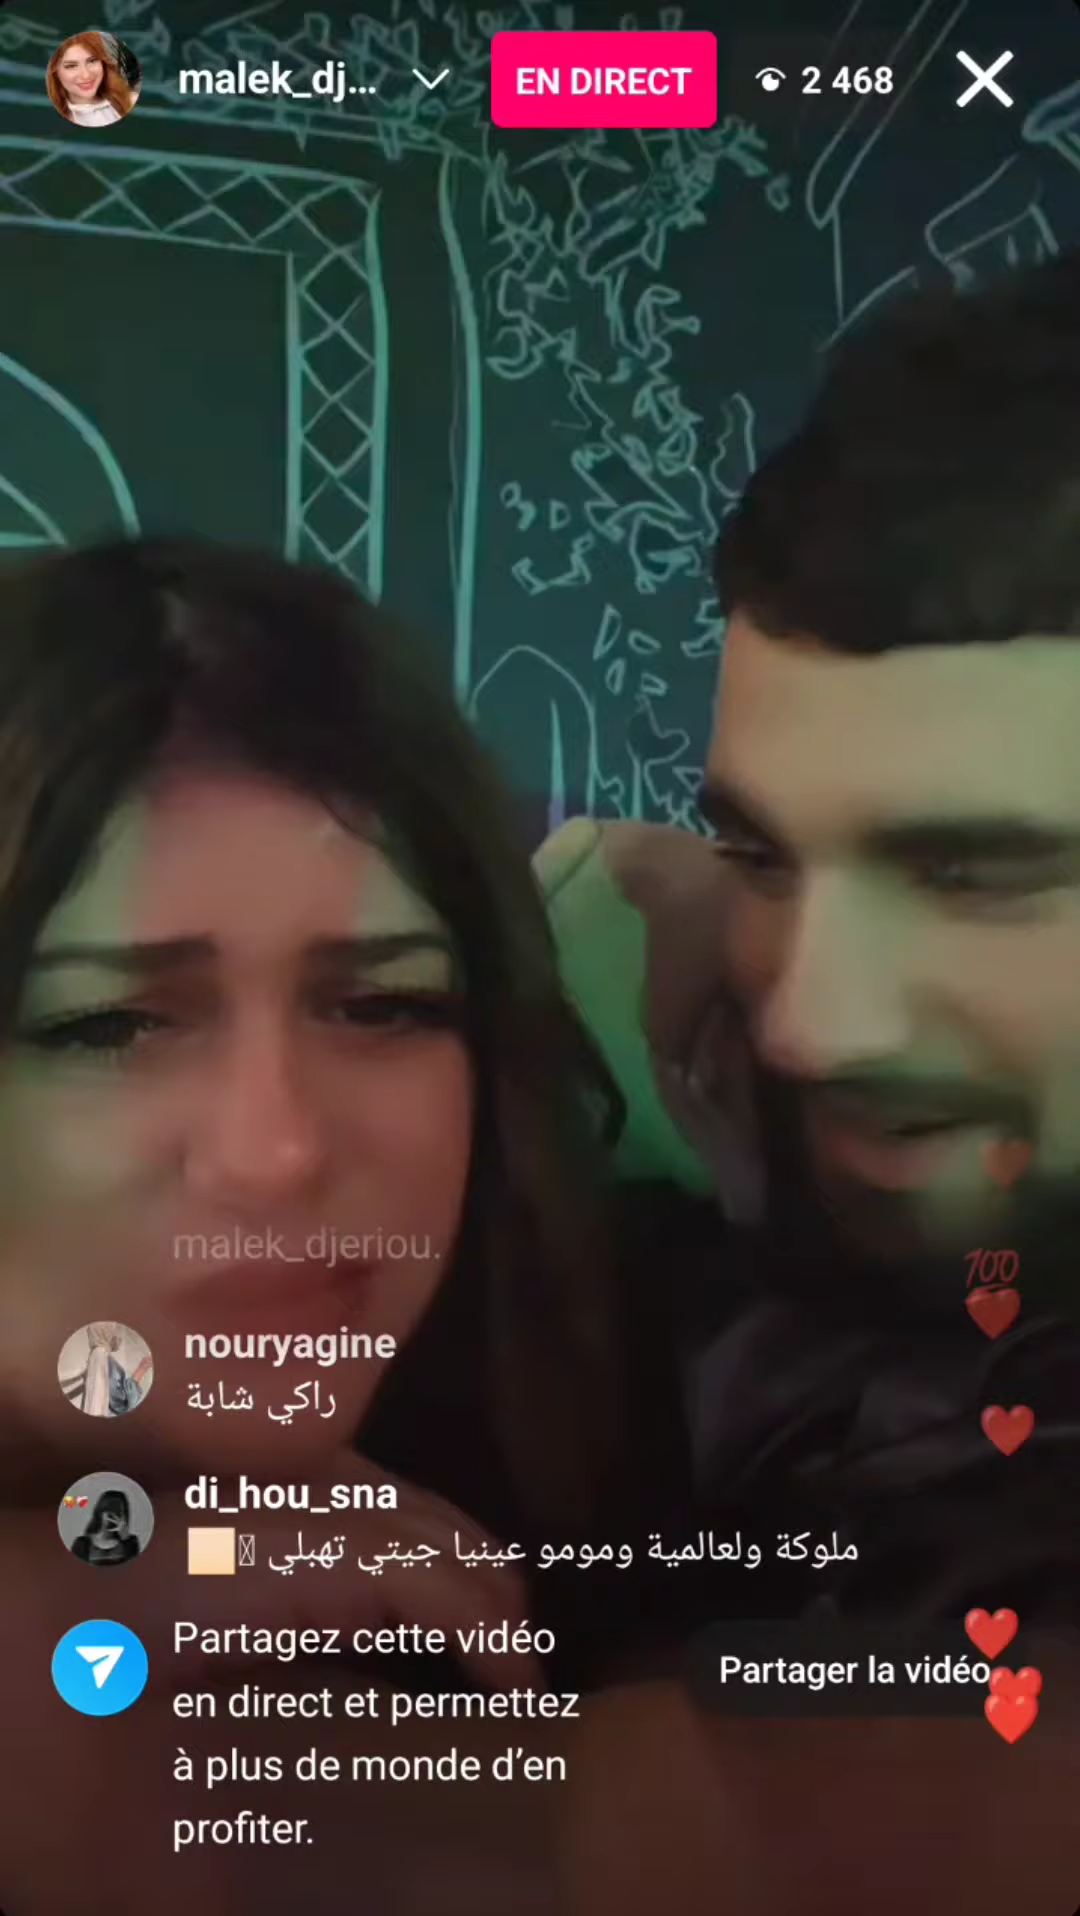 malek_dj...
EN DIRECT
2 468
malek_djeriou.
💯
nouryagine
راكي شابة
di_hou_sna
ملوكة ولعالمية ومومو عينيا جيتي تهبلي
Partagez cette vidéo
en direct et permettez
à plus de monde d’en
profiter.
Partager la vidéo